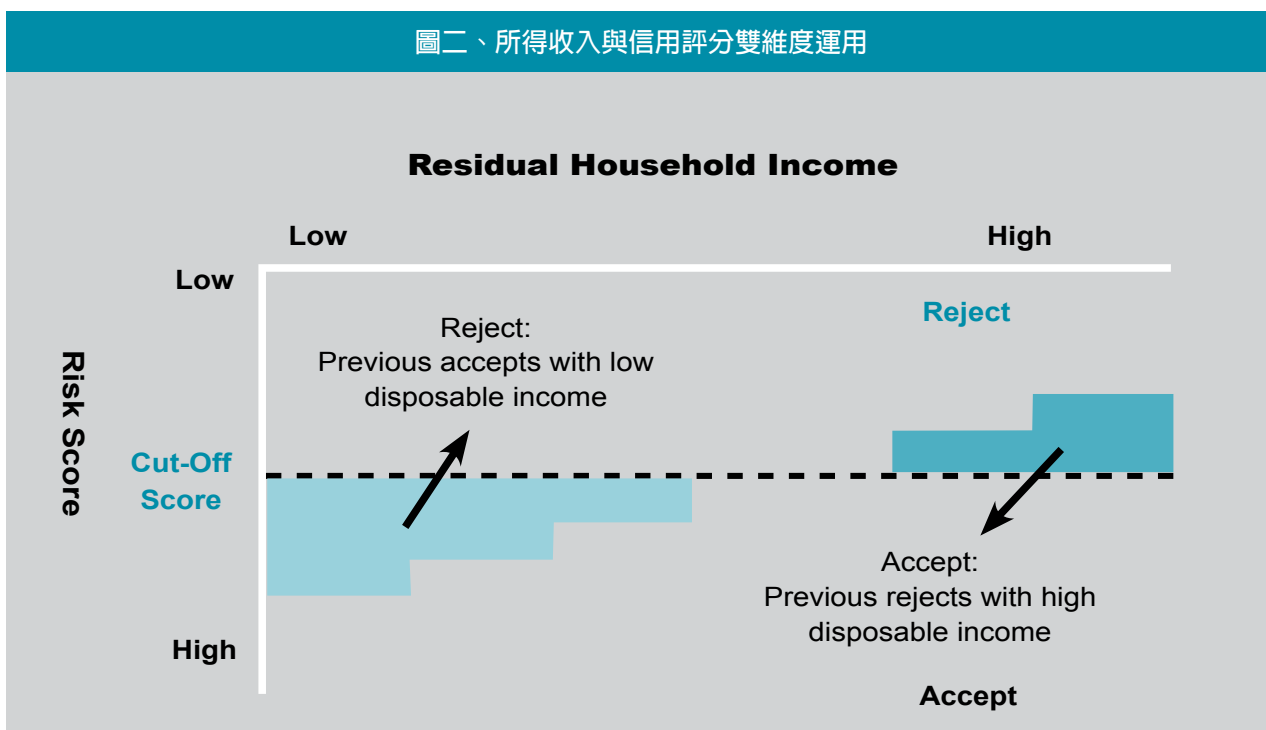 圖二、所得收入與信用評分雙維度運用
Residual Household Income
Low
High
Low
Risk Score
Reject:
Previous accepts with low
disposable income
Reject
Cut-Off
Score
Accept:
Previous rejects with high
disposable income
High
Accept